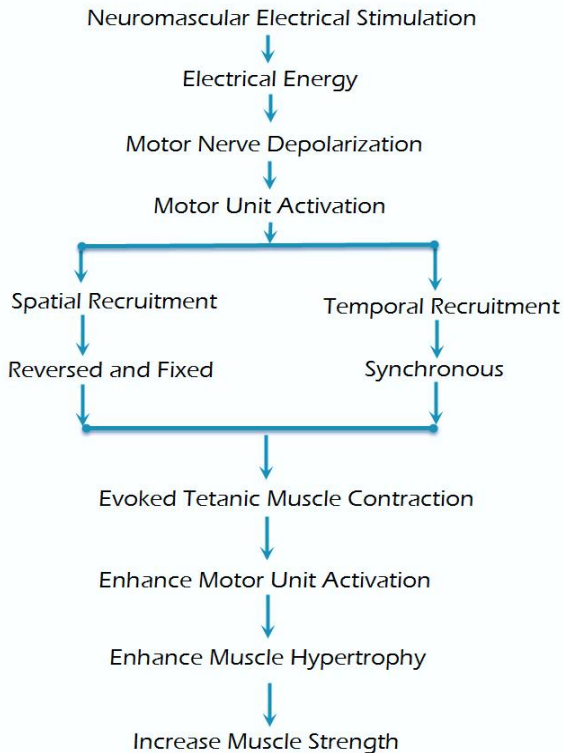 Neuromascular Electrical Stimulation
Electrical Energy
Motor Nerve Depolarization
Motor Unit Activation
Spatial Recruitment
Temporal Recruitment
Reversed and Fixed
Synchronous
Evoked Tetanic Muscle Contraction
Enhance Motor Unit Activation
Enhance Muscle Hypertrophy
Increase Muscle Strength